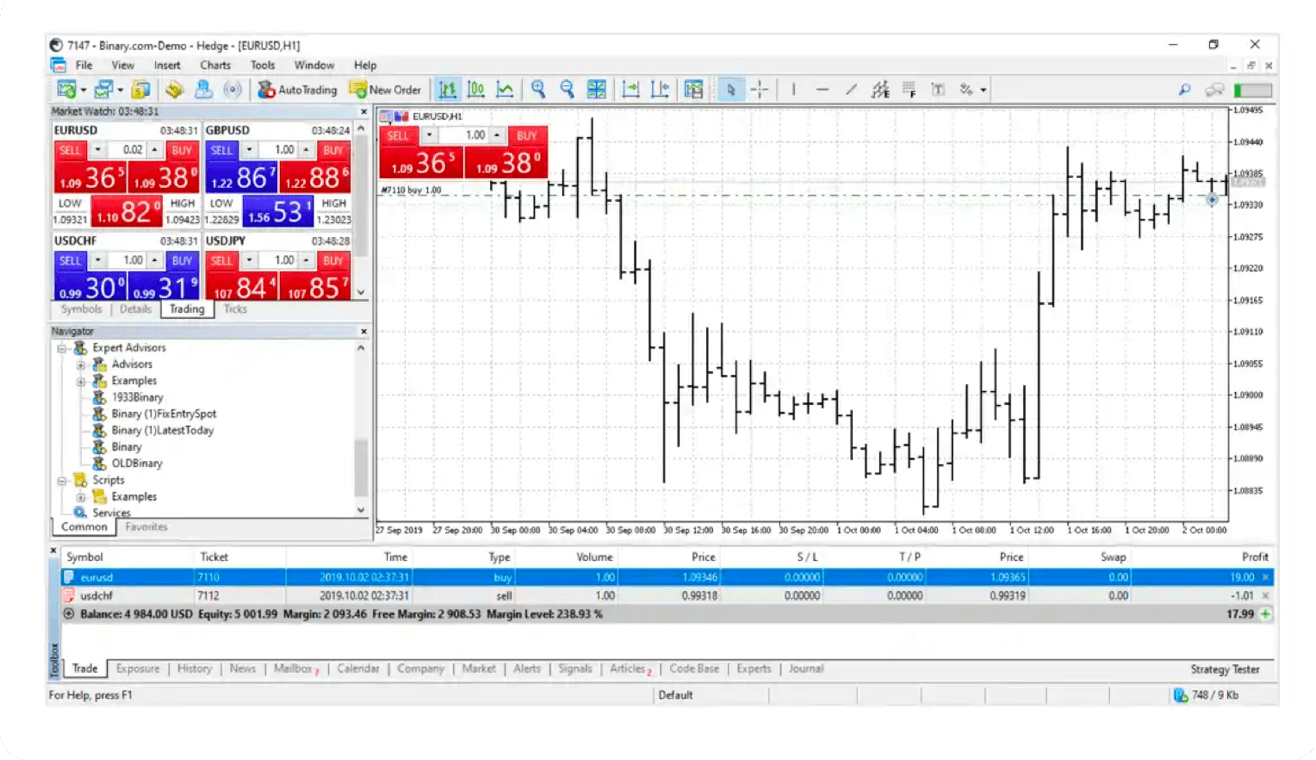 7147 - Binary.com-Demo - Hedge - [EURUSD,H1]
File View Insert Charts Tools Window Help
AutoTrading New Order
Market Watch: 03:48:31
EURUSD 03:48:31 GBPUSD 03:48:24
SELL 0.02 BUY SELL 1.00 BUY
1.09 36 5 1.09 38 0 1.22 86 7 1.22 88 6
LOW 1.10 82 0 HIGH LOW 1.56 53 1 HIGH
1.09321 1.09423 1.22829 1.23023
USDCHF 03:48:31 USDJPY 03:48:28
SELL 1.00 BUY SELL 1.00 BUY
0.99 30 0 0.99 31 9 107 84 4 107 85 7
Symbols | Details | Trading | Ticks
Navigator
Expert Advisors
Advisors
Examples
1933Binary
Binary (1)FixEntrySpot
Binary (1)LatestToday
Binary
OLDBinary
Scripts
Examples
Services
Common Favorites
EURUSD,H1
SELL 1.00 BUY
1.09 36 5 1.09 38 0
#7110 buy 1.00
1.09495
1.09440
1.09385
1.09330
1.09275
1.09220
1.09165
1.09110
1.09055
1.09000
1.08945
1.08890
1.08835
27 Sep 2019 27 Sep 20:00 30 Sep 00:00 30 Sep 04:00 30 Sep 08:00 30 Sep 12:00 30 Sep 16:00 30 Sep 20:00 1 Oct 00:00 1 Oct 04:00 1 Oct 08:00 1 Oct 12:00 1 Oct 16:00 1 Oct 20:00 2 Oct 00:00
Symbol Ticket Time Type Volume Price S / L T / P Price Swap Profit
eurusd 7110 2019.10.02 02:37:31 buy 1.00 1.09346 0.00000 0.00000 1.09365 0.00 19.00
usdchf 7112 2019.10.02 02:37:31 sell 1.00 0.99318 0.00000 0.00000 0.99319 0.00 -1.01
Balance: 4 984.00 USD Equity: 5 001.99 Margin: 2 093.46 Free Margin: 2 908.53 Margin Level: 238.93 % 17.99
Toolbox
Trade Exposure | History | News | Mailbox 7 | Calendar | Company | Market | Alerts | Signals | Articles 2 | Code Base | Experts | Journal Strategy Tester
For Help, press F1 Default 748 / 9 Kb